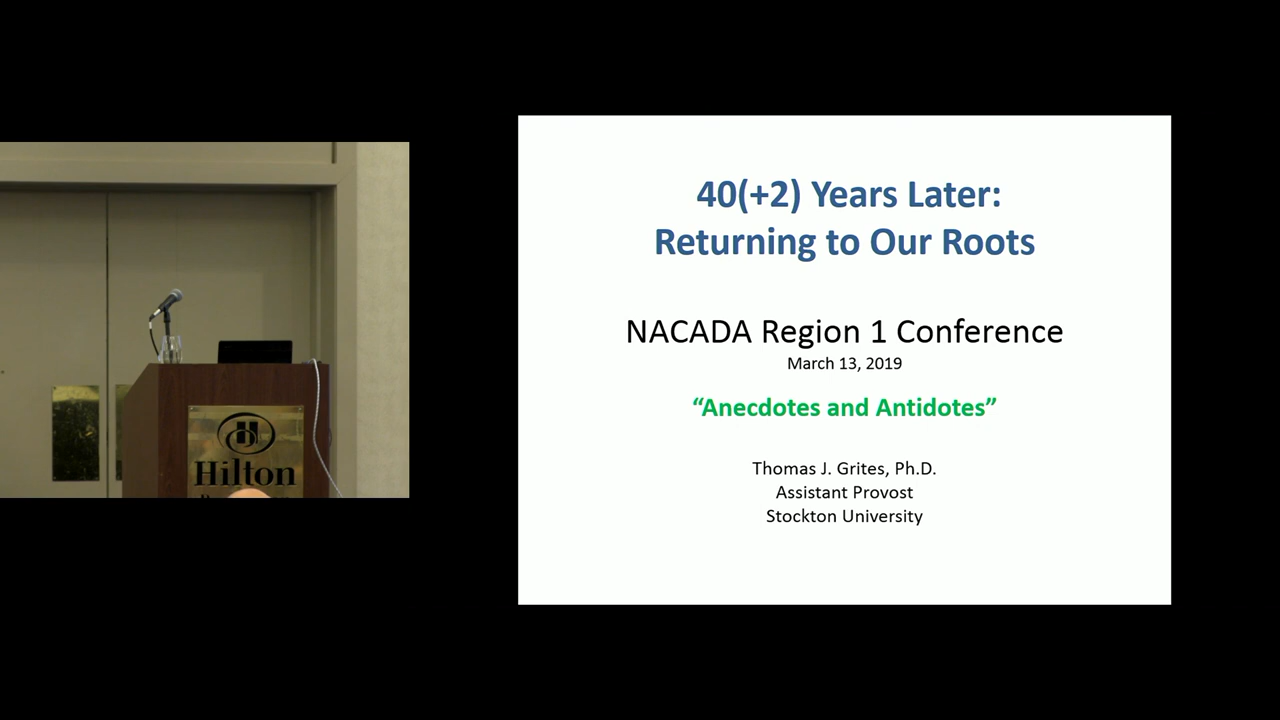 40(+2) Years Later:
Returning to Our Roots
NACADA Region 1 Conference
March 13, 2019
“Anecdotes and Antidotes”
Thomas J. Grites, Ph.D.
Assistant Provost
Stockton University
Hilton